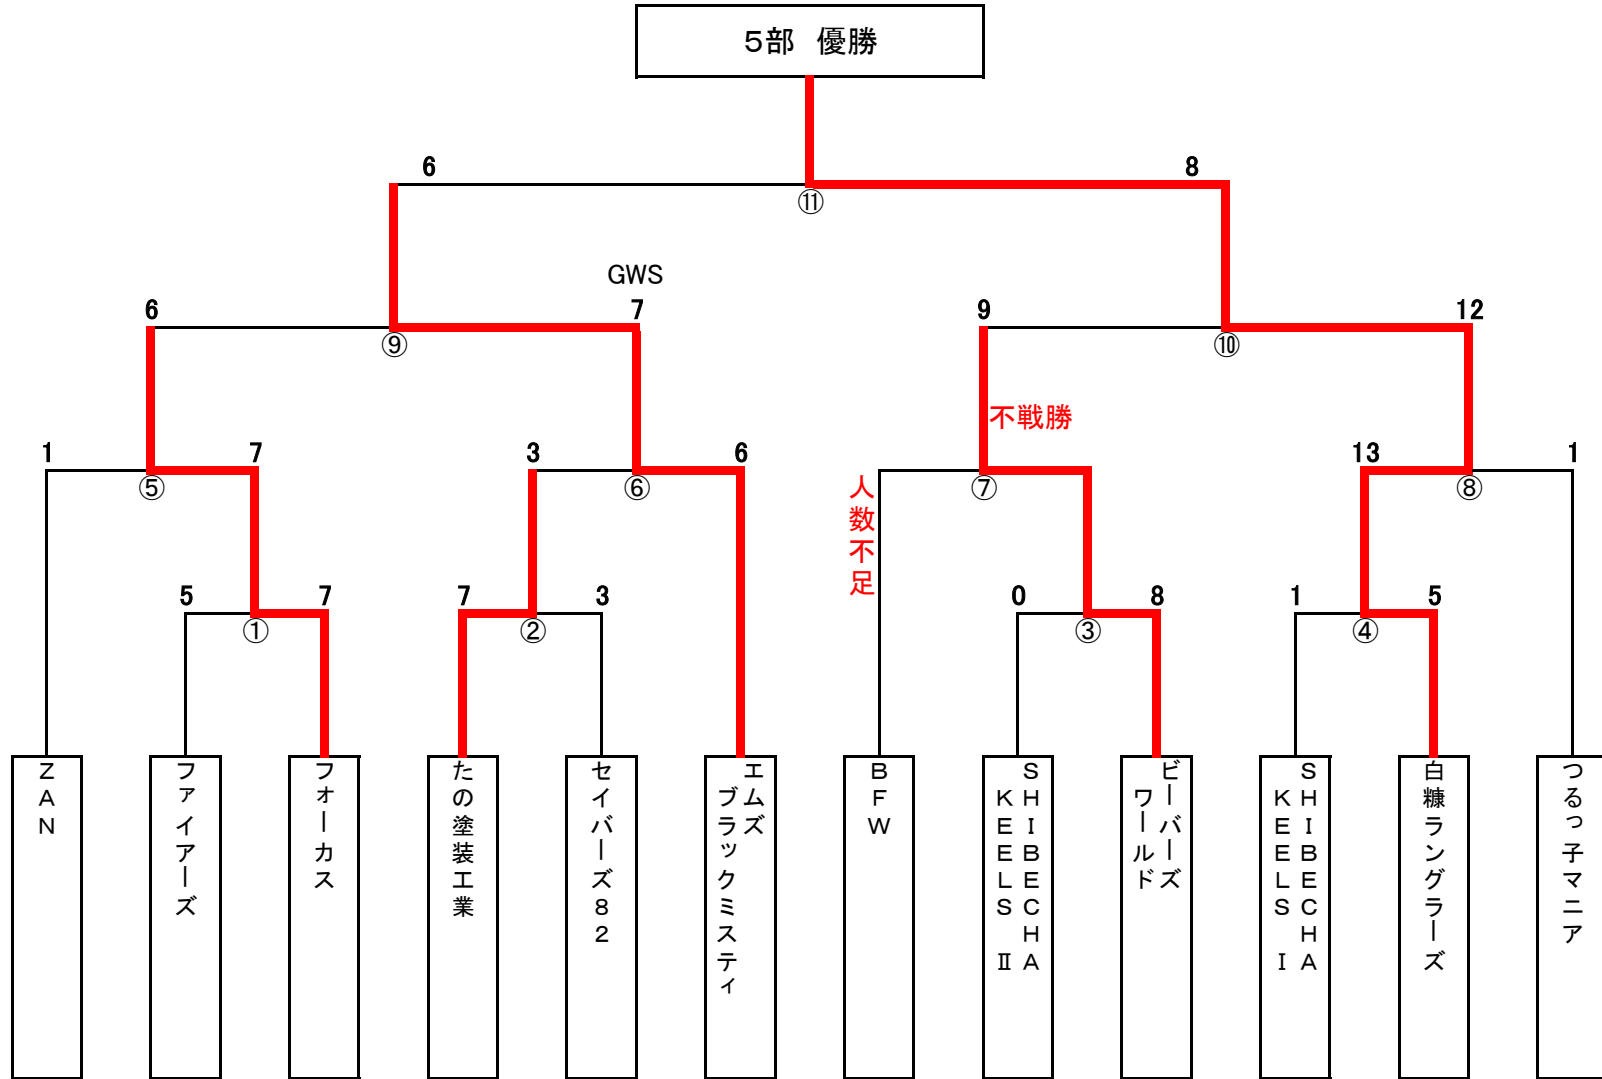 5部 優勝
6
8
⑪
GWS
6
7
9
12
⑨
⑩
不戦勝
1
7
3
6
13
1
⑤
⑥
⑦
⑧
人数不足
5
7
7
3
0
8
1
5
①
②
③
④
ZAN
ファイアーズ
フォーカス
たの塗装工業
セイバーズ82
エムズ
ブラックミスティ
BFW
SHIBECHA
KEELS Ⅱ
ビーバーズ
ワールド
SHIBECHA
KEELS I
白糠ラングラーズ
つるっ子マニア